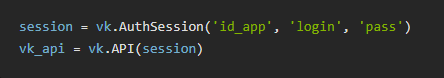 session = vk.AuthSession('id_app', 'login', 'pass')
vk_api = vk.API(session)